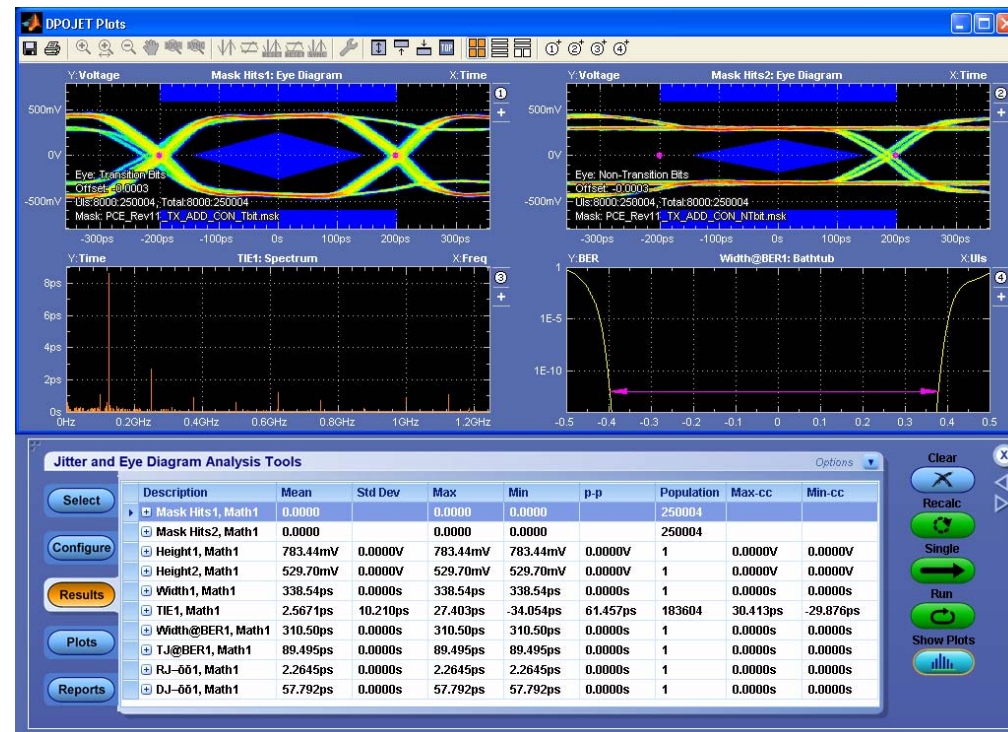 DPOJET Plots
TOP
Y:Voltage Mask Hits1: Eye Diagram X:Time
500mV
0V
-500mV
Eye: Transition Bits
Offset: -0.0003
UIs:8000:250004, Total:8000:250004
Mask: PCE_Rev11_TX_ADD_CON_Tbit.msk
-300ps -200ps -100ps 0s 100ps 200ps 300ps
1
Y:Voltage Mask Hits2: Eye Diagram X:Time
500mV
0V
-500mV
Eye: Non-Transition Bits
Offset: -0.0003
UIs:8000:250004, Total:8000:250004
Mask: PCE_Rev11_TX_ADD_CON_NTbit.msk
-300ps -200ps -100ps 0s 100ps 200ps 300ps
2
Y:Time TIE1: Spectrum X:Freq
8ps
6ps
4ps
2ps
0s
0Hz 0.2GHz 0.4GHz 0.6GHz 0.8GHz 1GHz 1.2GHz
3
Y:BER Width@BER1: Bathtub X:UIs
1
1E-5
1E-10
-0.5 -0.4 -0.3 -0.2 -0.1 0 0.1 0.2 0.3 0.4 0.5
4
Jitter and Eye Diagram Analysis Tools Options
Select
Configure
Results
Plots
Reports
Description Mean Std Dev Max Min p-p Population Max-cc Min-cc
Mask Hits1, Math1 0.0000 0.0000 0.0000 250004
Mask Hits2, Math1 0.0000 0.0000 0.0000 250004
Height1, Math1 783.44mV 0.0000V 783.44mV 783.44mV 0.0000V 1 0.0000V 0.0000V
Height2, Math1 529.70mV 0.0000V 529.70mV 529.70mV 0.0000V 1 0.0000V 0.0000V
Width1, Math1 338.54ps 0.0000s 338.54ps 338.54ps 0.0000s 1 0.0000s 0.0000s
TIE1, Math1 2.5671ps 10.210ps 27.403ps -34.054ps 61.457ps 183604 30.413ps -29.876ps
Width@BER1, Math1 310.50ps 0.0000s 310.50ps 310.50ps 0.0000s 1 0.0000s 0.0000s
TJ@BER1, Math1 89.495ps 0.0000s 89.495ps 89.495ps 0.0000s 1 0.0000s 0.0000s
RJ–δδ1, Math1 2.2645ps 0.0000s 2.2645ps 2.2645ps 0.0000s 1 0.0000s 0.0000s
DJ–δδ1, Math1 57.792ps 0.0000s 57.792ps 57.792ps 0.0000s 1 0.0000s 0.0000s
Clear
Recalc
Single
Run
Show Plots